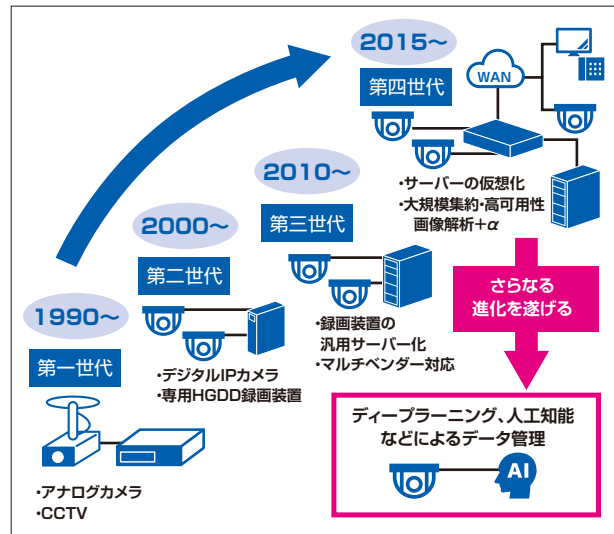 1990〜
第一世代
・アナログカメラ
・CCTV
2000〜
第二世代
・デジタルIPカメラ
・専用HGDD録画装置
2010〜
第三世代
・録画装置の
汎用サーバー化
・マルチベンダー対応
2015〜
第四世代
WAN
・サーバーの仮想化
・大規模集約・高可用性
画像解析+α
さらなる
進化を遂げる
ディープラーニング、人工知能
などによるデータ管理
AI